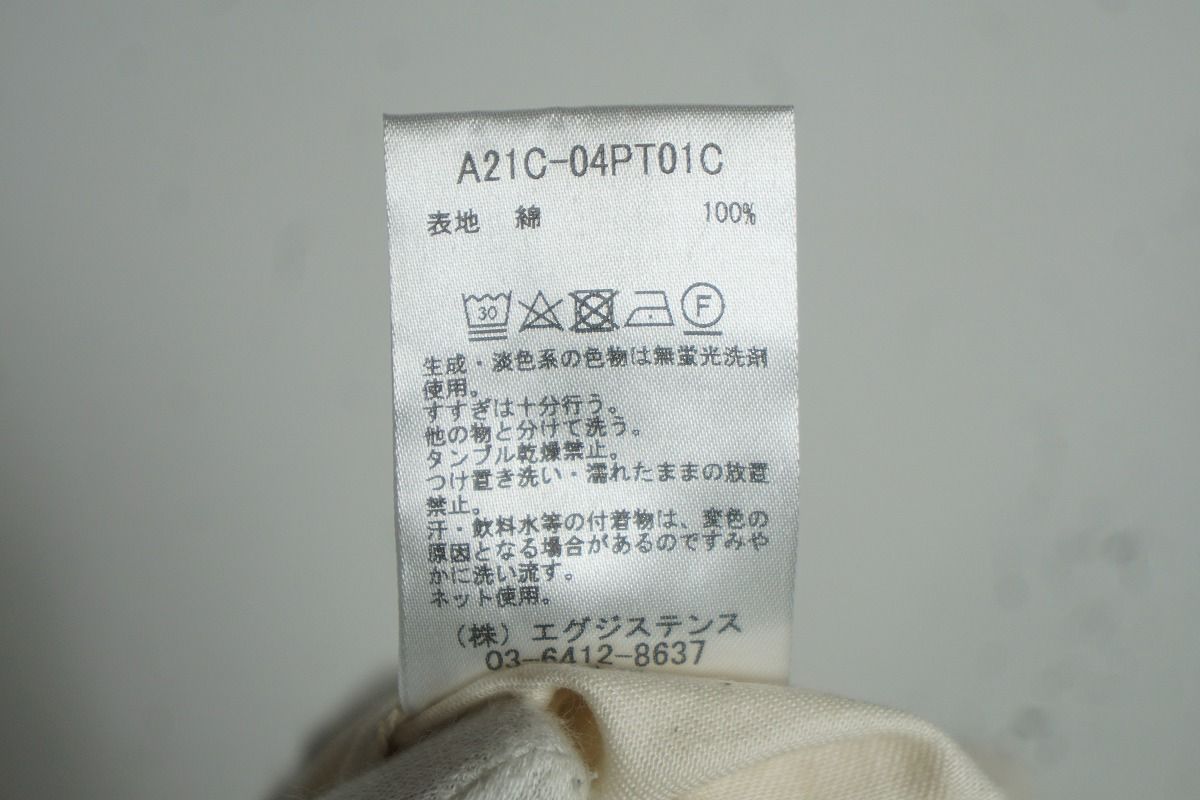 A21C-04PT01C
表地 綿 100%
30 F
生成・淡色系の色物は無蛍光洗剤
使用。
すすぎは十分行う。
他の物と分けて洗う。
タンブル乾燥禁止。
つけ置き洗い・濡れたままの放置
禁止。
汗・飲料水等の付着物は、変色の
原因となる場合があるのですみや
かに洗い流す。
ネット使用。
（株）エグジステンス
03-6412-8637